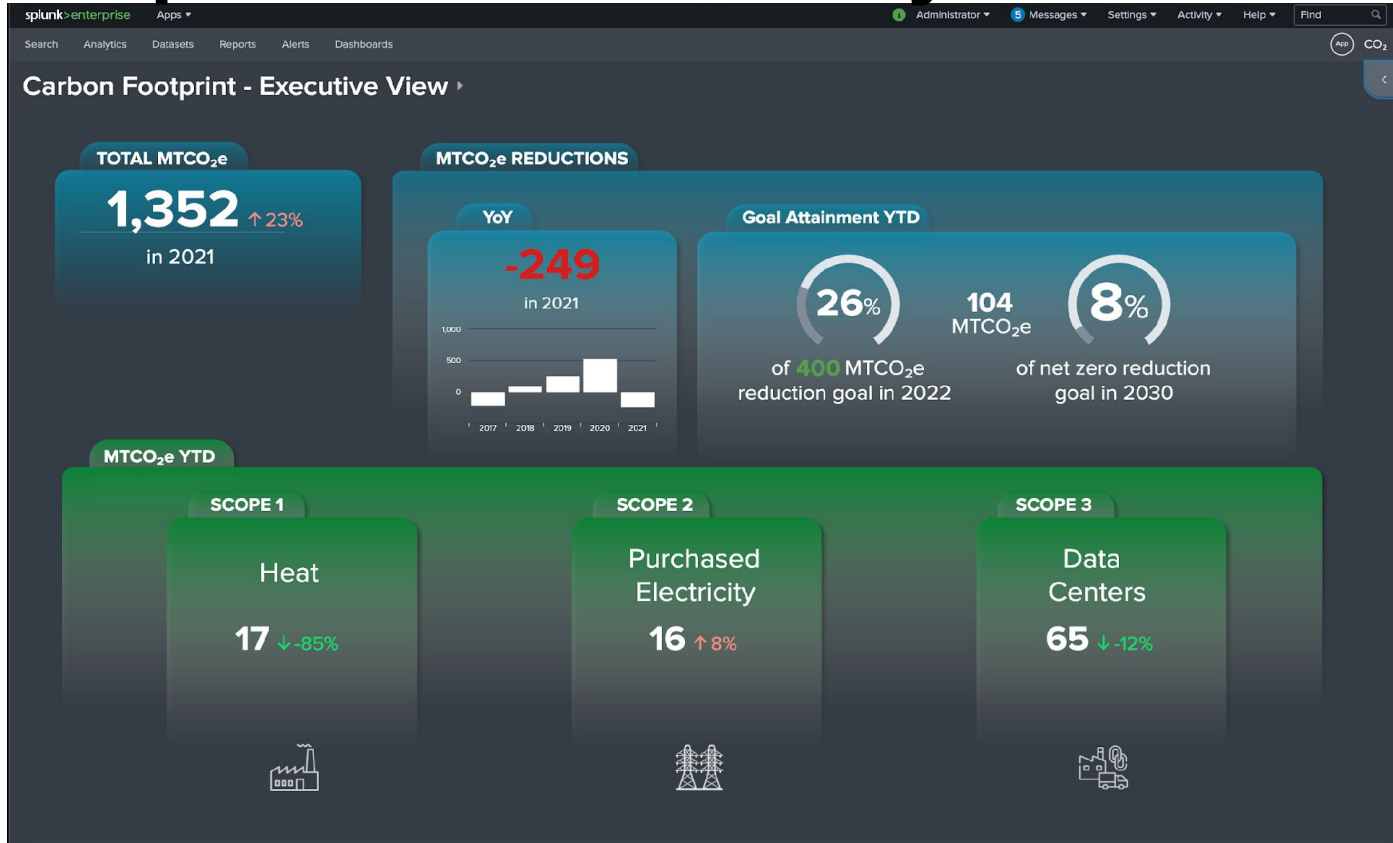 splunk>enterprise Apps
1 Administrator 5 Messages Settings Activity Help Find
Search Analytics Datasets Reports Alerts Dashboards
App CO₂
Carbon Footprint - Executive View
TOTAL MTCO₂e
1,352 ↑23%
in 2021
MTCO₂e REDUCTIONS
YoY
-249
in 2021
1,000
500
0
2017 2018 2019 2020 2021
Goal Attainment YTD
26%
of 400 MTCO₂e
reduction goal in 2022
104
MTCO₂e
8%
of net zero reduction
goal in 2030
MTCO₂e YTD
SCOPE 1
Heat
17 ↓-85%
SCOPE 2
Purchased
Electricity
16 ↑8%
SCOPE 3
Data
Centers
65 ↓-12%